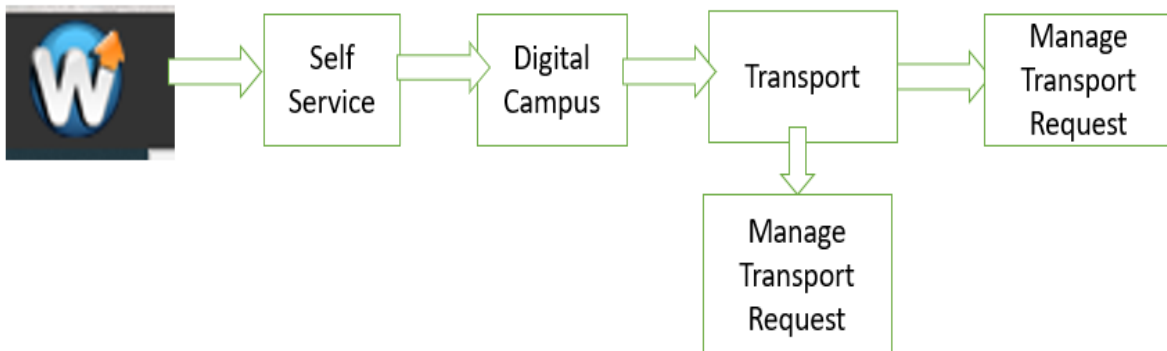 W
Self
Service
Digital
Campus
Transport
Manage
Transport
Request
Manage
Transport
Request